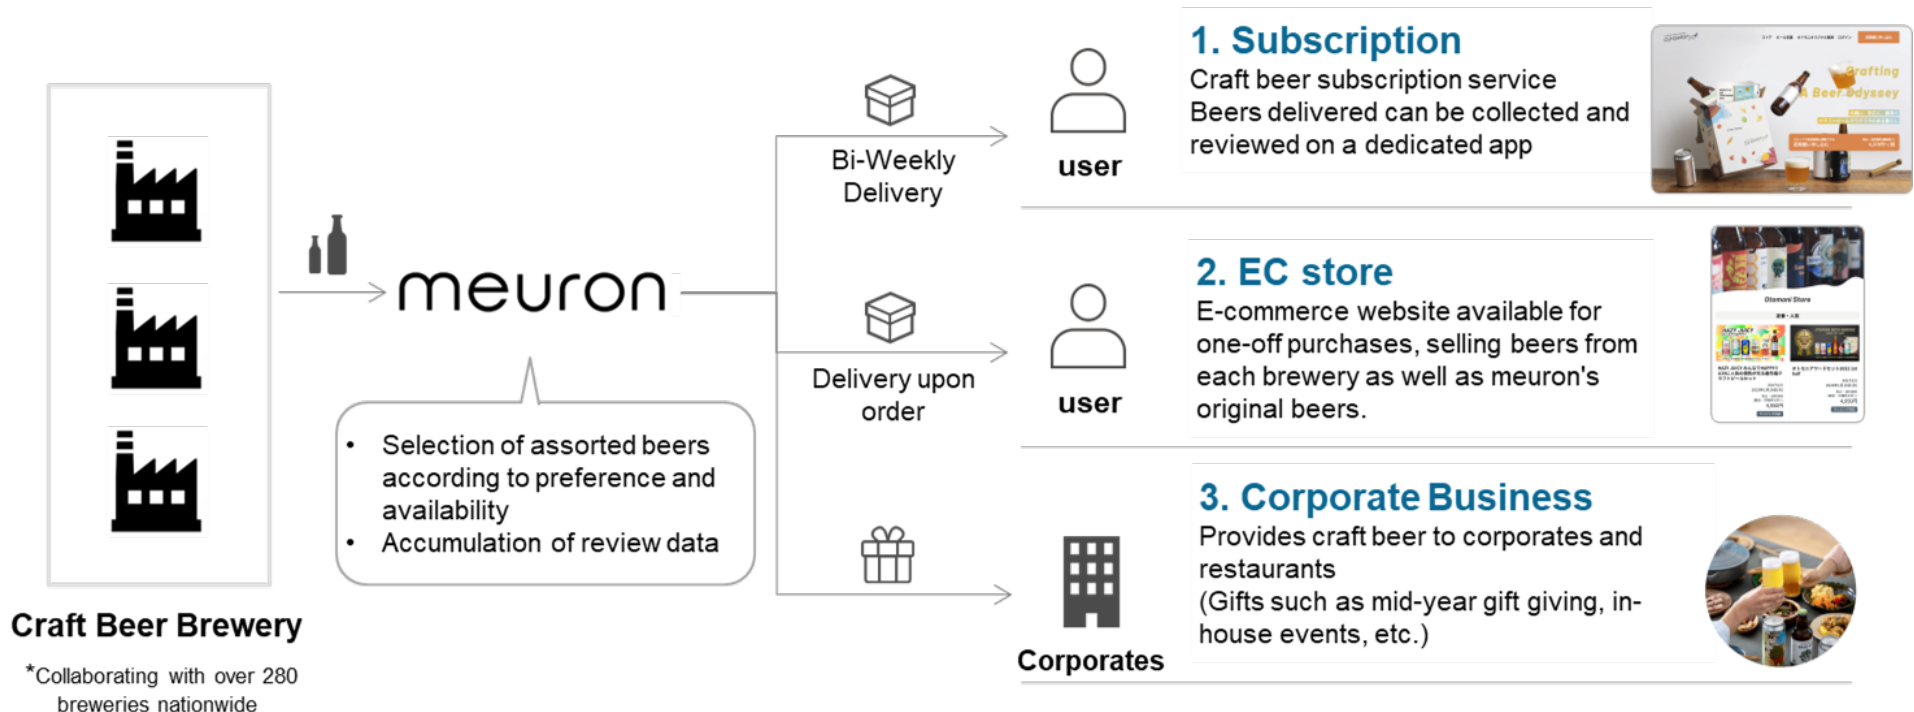 Craft Beer Brewery
*Collaborating with over 280
breweries nationwide
meuron
• Selection of assorted beers
according to preference and
availability
• Accumulation of review data
Bi-Weekly
Delivery
user
1. Subscription
Craft beer subscription service
Beers delivered can be collected and
reviewed on a dedicated app
Crafting
A Beer Odyssey
Delivery upon
order
user
2. EC store
E-commerce website available for
one-off purchases, selling beers from
each brewery as well as meuron's
original beers.
Otomoni Store
Corporates
3. Corporate Business
Provides craft beer to corporates and
restaurants
(Gifts such as mid-year gift giving, in-
house events, etc.)